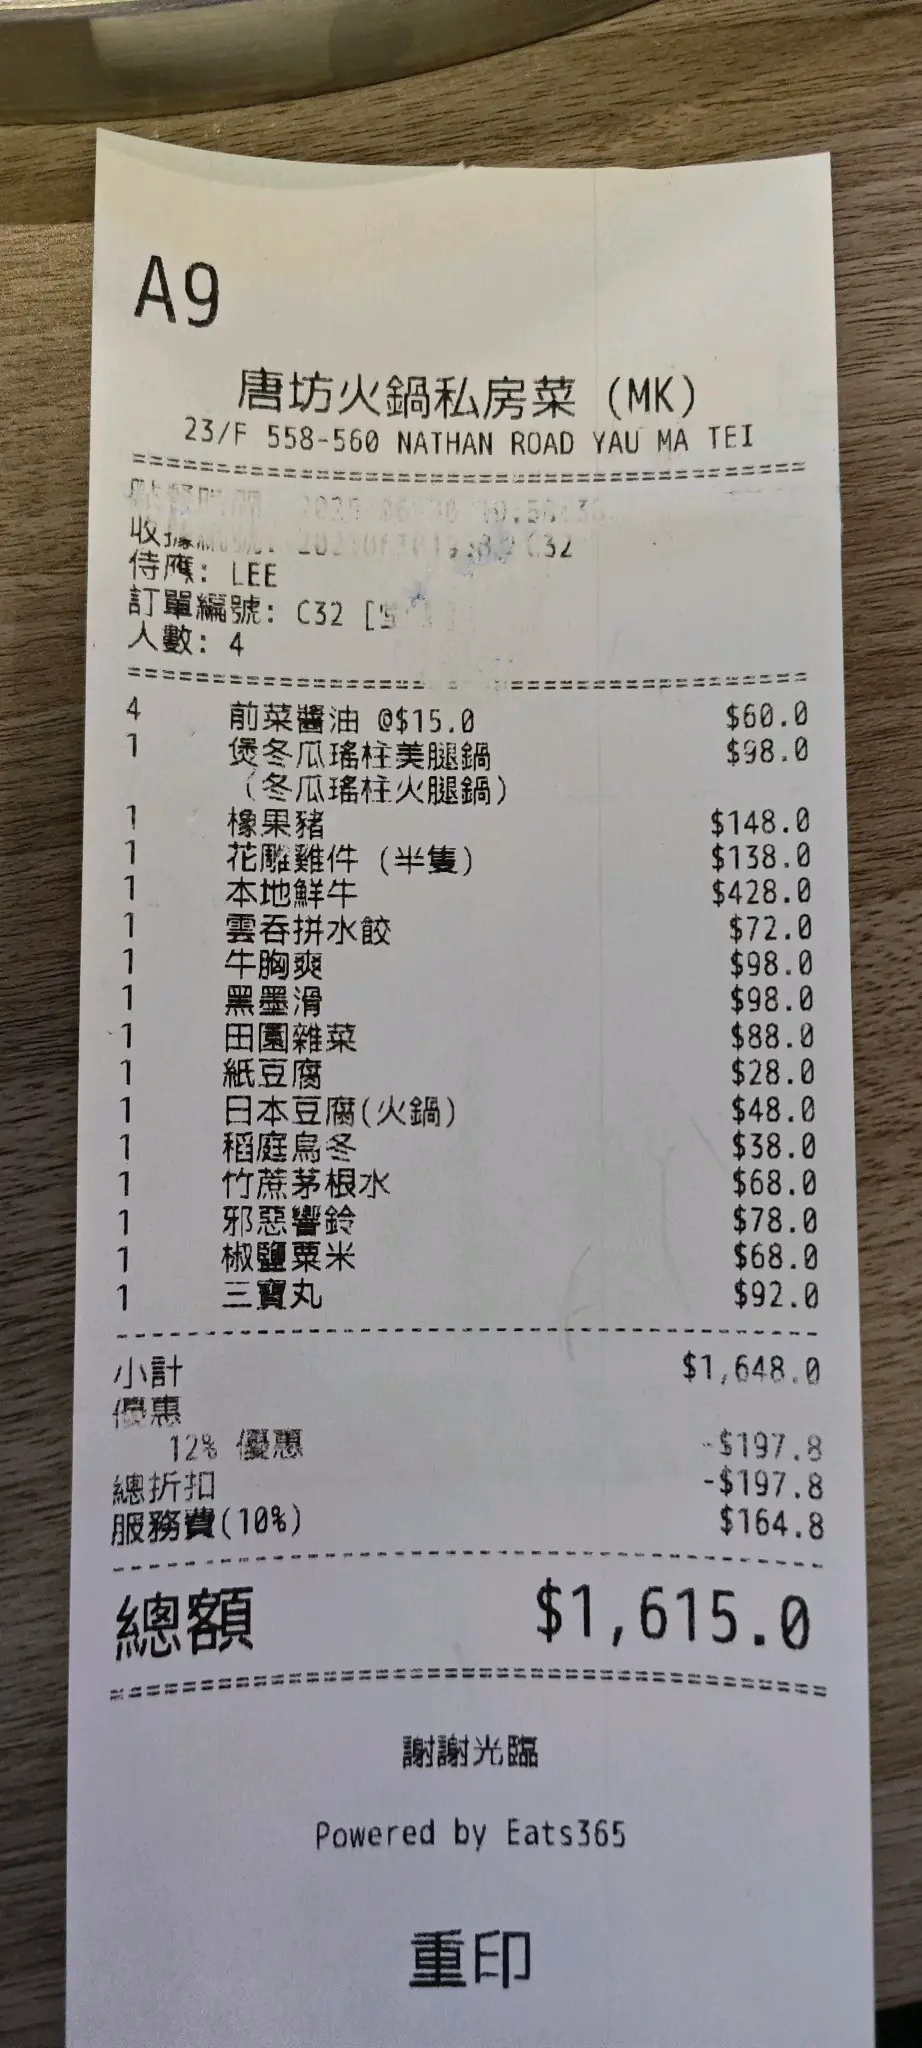 A9
唐坊火鍋私房菜 (MK)
23/F 558-560 NATHAN ROAD YAU MA TEI
C32
侍應: LEE
訂單編號: C32 [
人數: 4
4 前菜醬油 @$15.0 $60.0
1 煲冬瓜瑤柱美腿鍋 $98.0
(冬瓜瑤柱火腿鍋)
1 橡果豬 $148.0
1 花雕雞件 (半隻) $138.0
1 本地鮮牛 $428.0
1 雲吞拼水餃 $72.0
1 牛胸爽 $98.0
1 黑墨滑 $98.0
1 田園雜菜 $88.0
1 紙豆腐 $28.0
1 日本豆腐(火鍋) $48.0
1 稻庭烏冬 $38.0
1 竹蔗茅根水 $68.0
1 邪惡響鈴 $78.0
1 椒鹽粟米 $68.0
1 三寶丸 $92.0
小計 $1,648.0
優惠
12% 優惠 -$197.8
總折扣 -$197.8
服務費(10%) $164.8
總額 $1,615.0
謝謝光臨
Powered by Eats365
重印